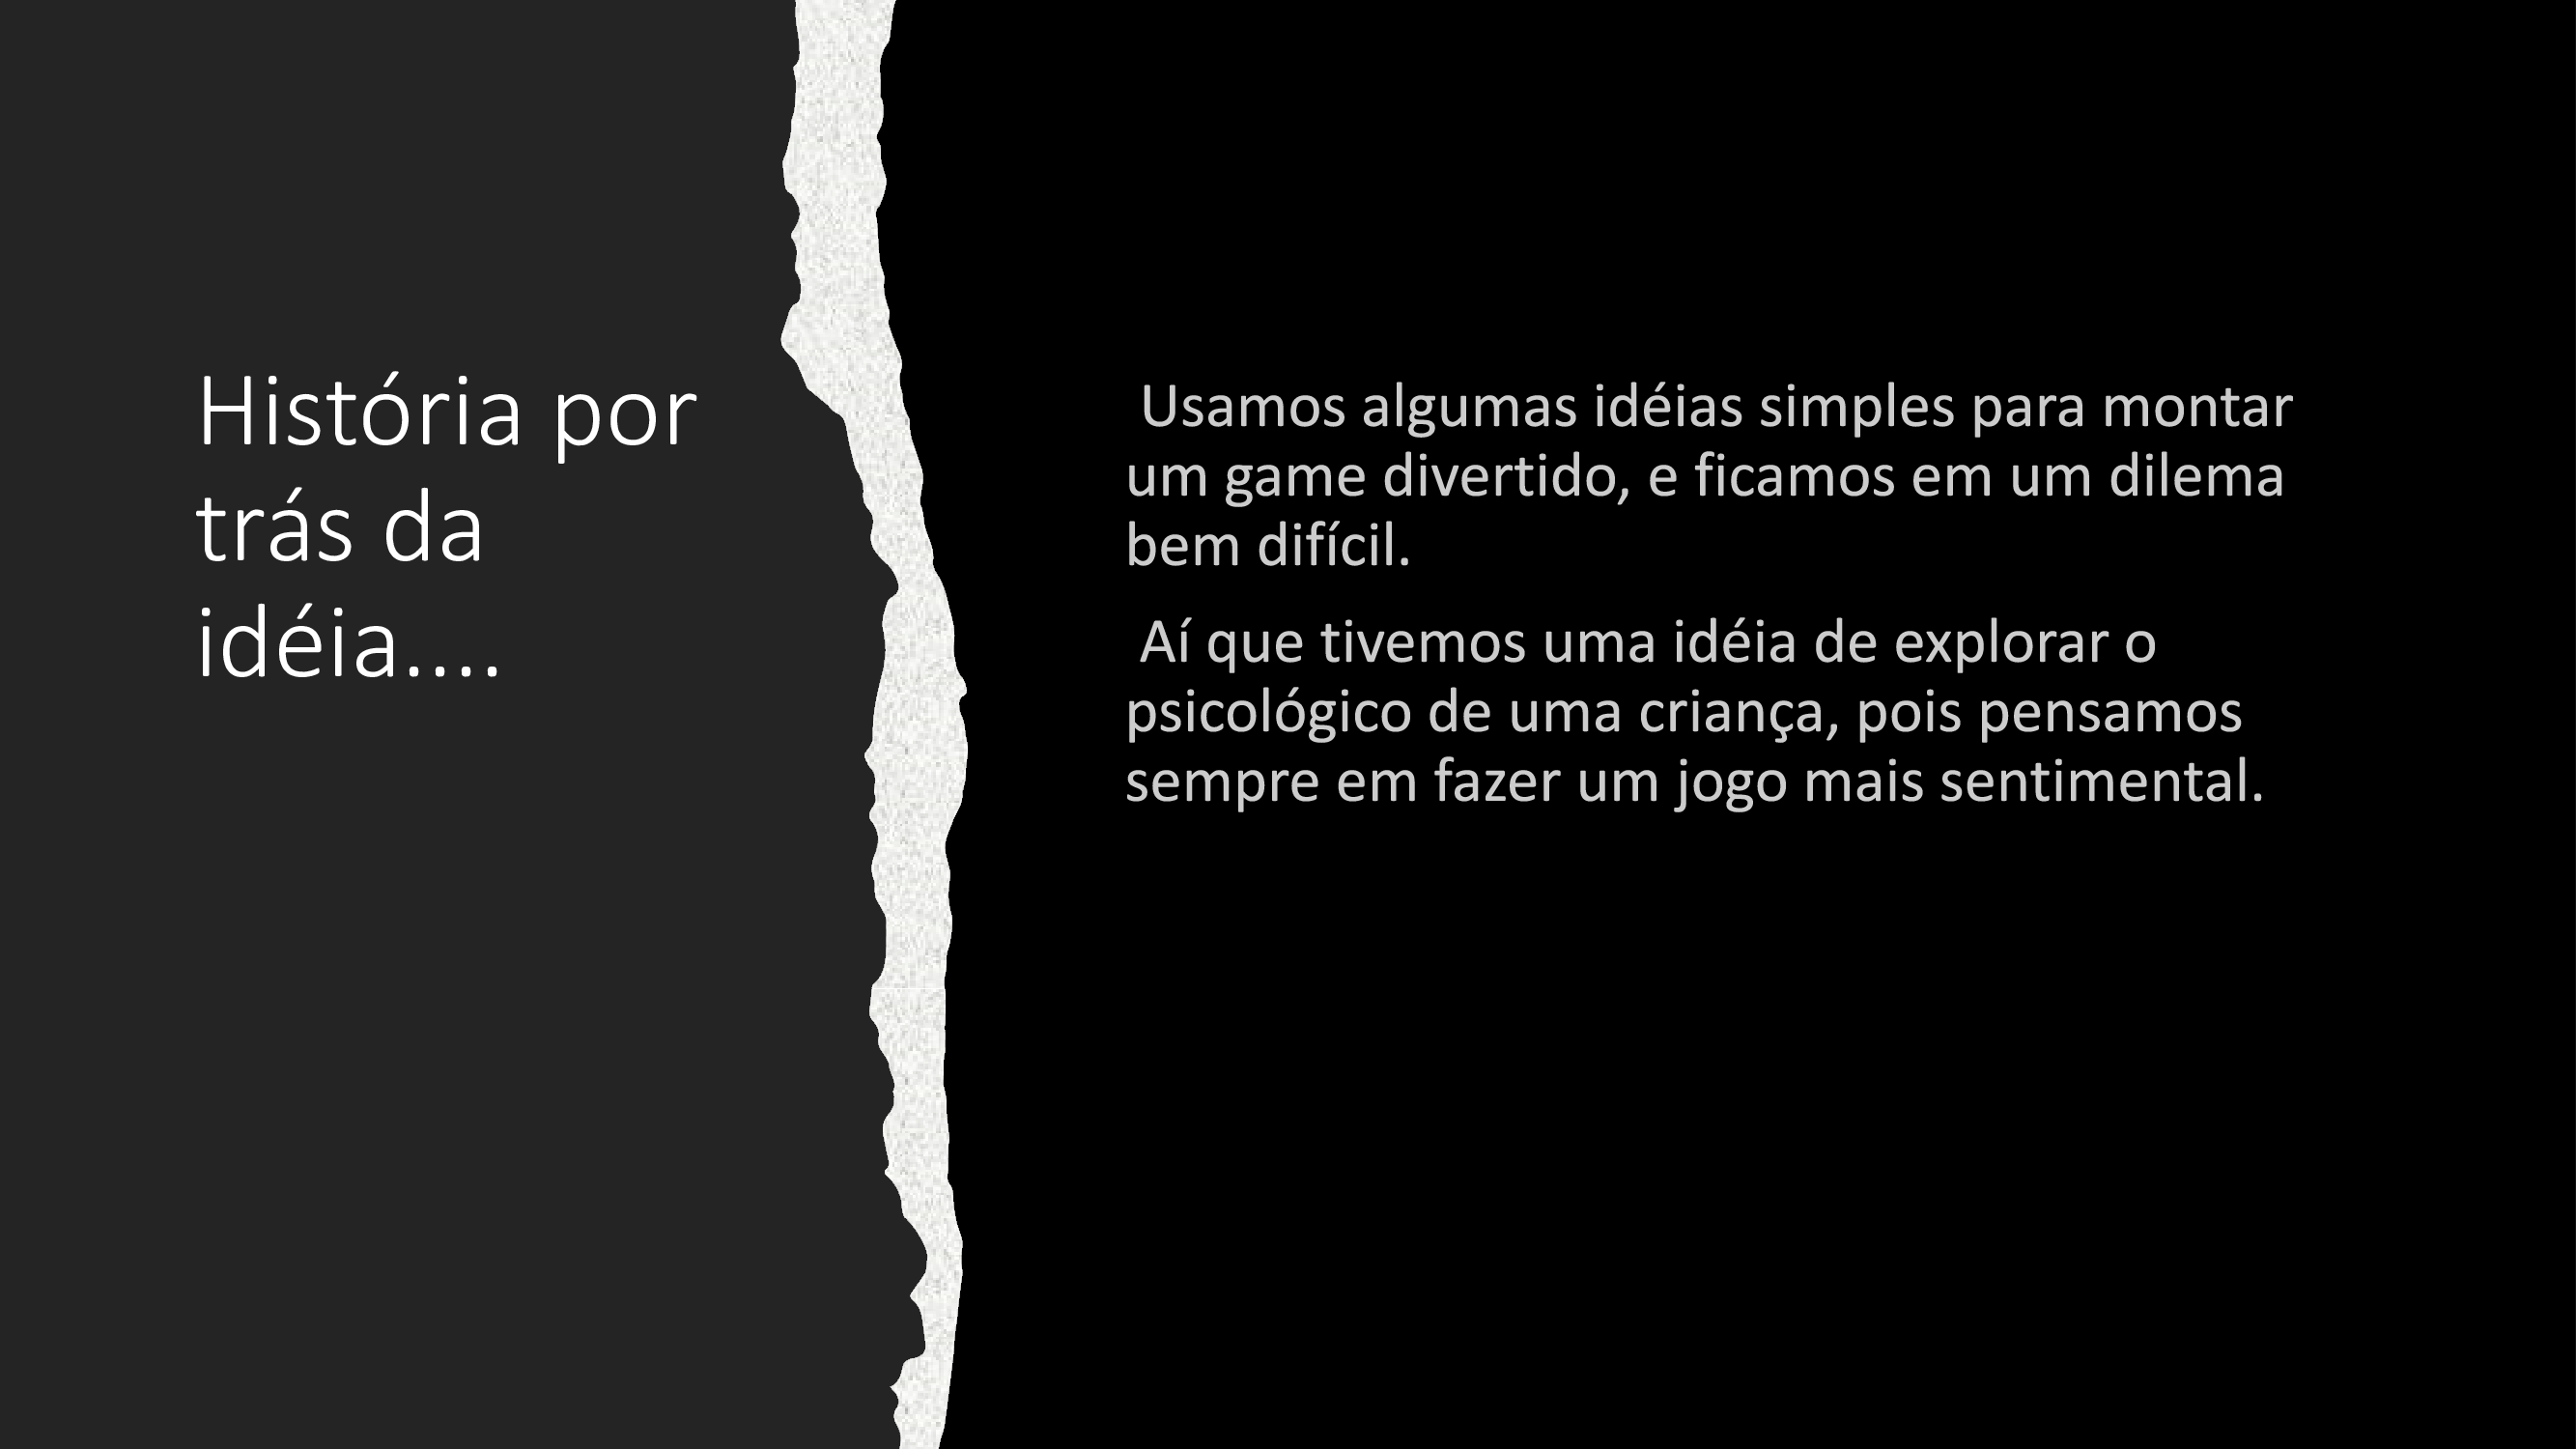 História por
trás da
idéia....
Usamos algumas idéias simples para montar
um game divertido, e ficamos em um dilema
bem difícil.
Aí que tivemos uma idéia de explorar o
psicológico de uma criança, pois pensamos
sempre em fazer um jogo mais sentimental.